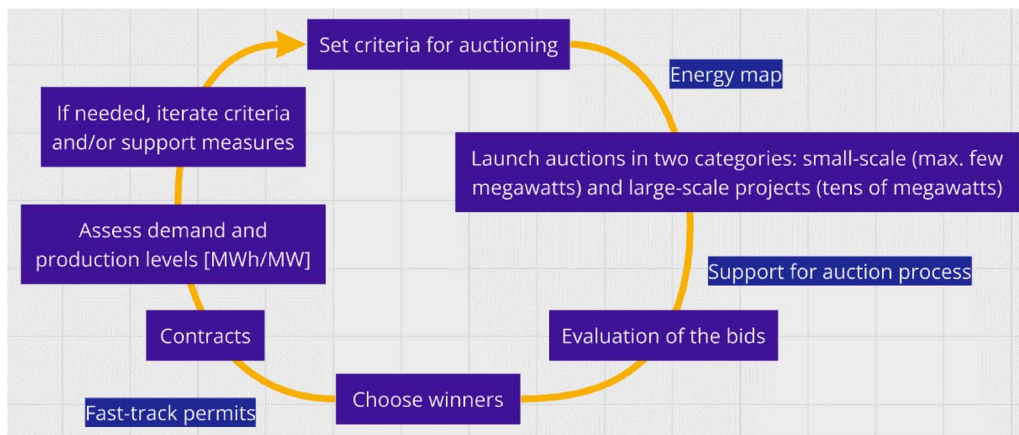 Set criteria for auctioning
Energy map
Launch auctions in two categories: small-scale (max. few
megawatts) and large-scale projects (tens of megawatts)
Support for auction process
Evaluation of the bids
Choose winners
Fast-track permits
Contracts
Assess demand and
production levels [MWh/MW]
If needed, iterate criteria
and/or support measures